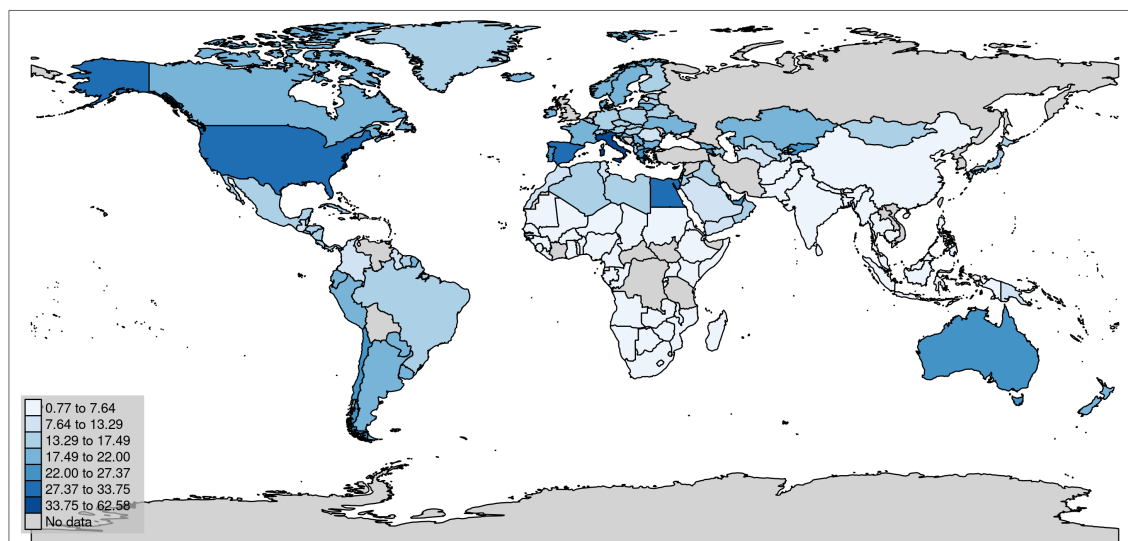 0.77 to 7.64
7.64 to 13.29
13.29 to 17.49
17.49 to 22.00
22.00 to 27.37
27.37 to 33.75
33.75 to 62.58
No data